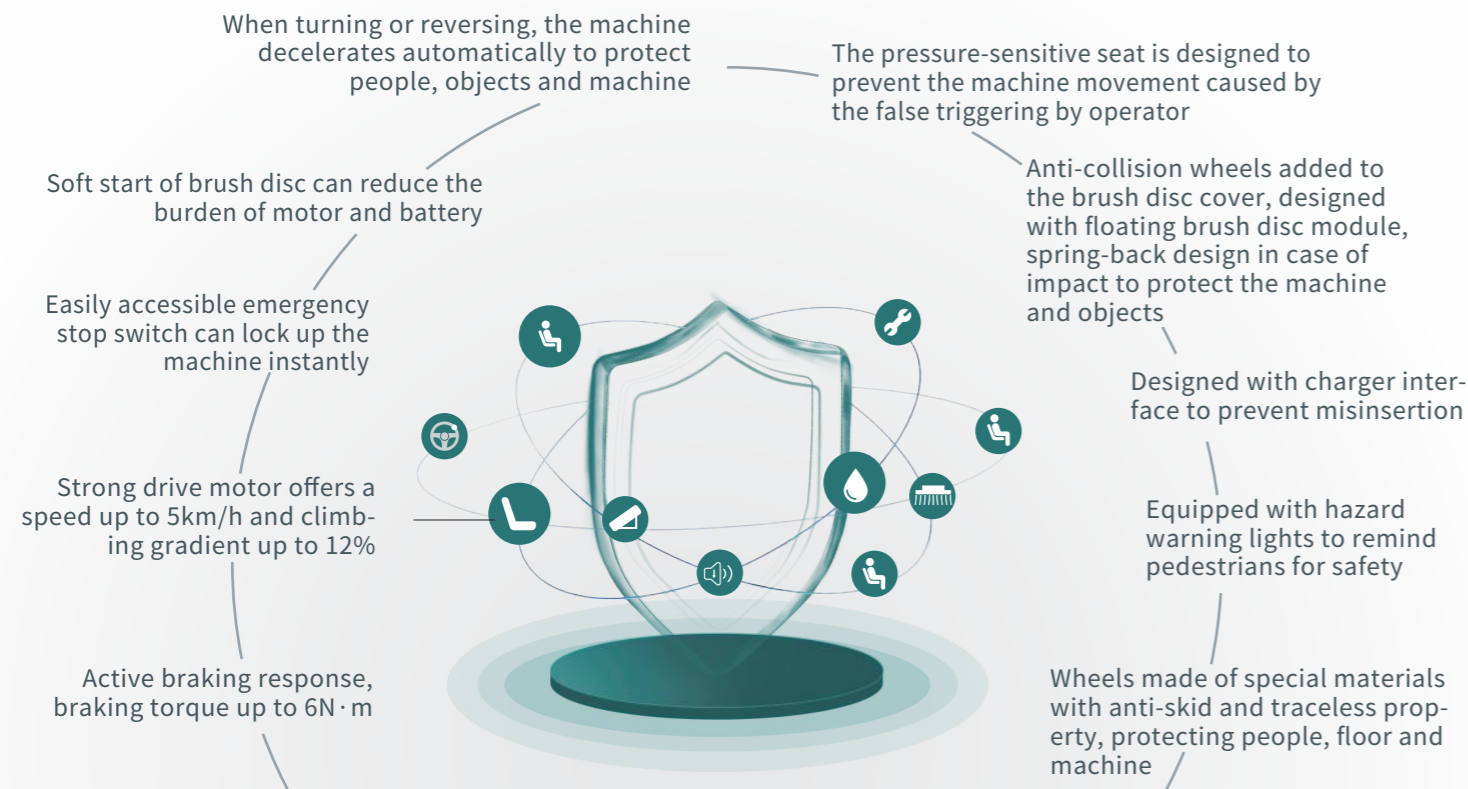 When turning or reversing, the machine
decelerates automatically to protect
people, objects and machine
The pressure-sensitive seat is designed to
prevent the machine movement caused by
the false triggering by operator
Soft start of brush disc can reduce the
burden of motor and battery
Anti-collision wheels added to
the brush disc cover, designed
with floating brush disc module,
spring-back design in case of
impact to protect the machine
and objects
Easily accessible emergency
stop switch can lock up the
machine instantly
Designed with charger inter-
face to prevent misinsertion
Strong drive motor offers a
speed up to 5km/h and climb-
ing gradient up to 12%
Equipped with hazard
warning lights to remind
pedestrians for safety
Active braking response,
braking torque up to 6N·m
Wheels made of special materials
with anti-skid and traceless prop-
erty, protecting people, floor and
machine